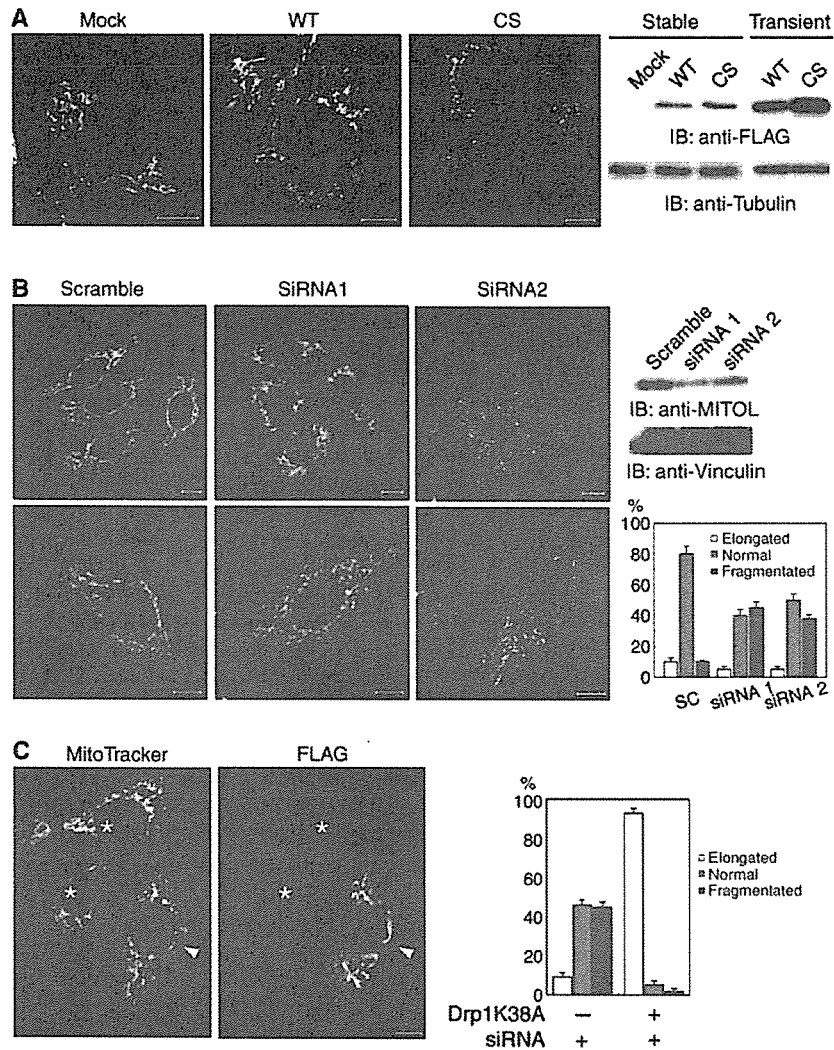 A
Mock WT CS
Stable Transient
Mock WT CS WT CS
IB: anti-FLAG
IB: anti-Tubulin
B
Scramble SiRNA1 SiRNA2
Scramble siRNA 1 siRNA 2
IB: anti-MITOL
IB: anti-Vinculin
%
100
80
60
40
20
0
Elongated
Normal
Fragmentated
SC siRNA 1 siRNA 2
C
MitoTracker FLAG
* *
* *
%
100
80
60
40
20
0
Elongated
Normal
Fragmentated
Drp1K38A – +
siRNA + +